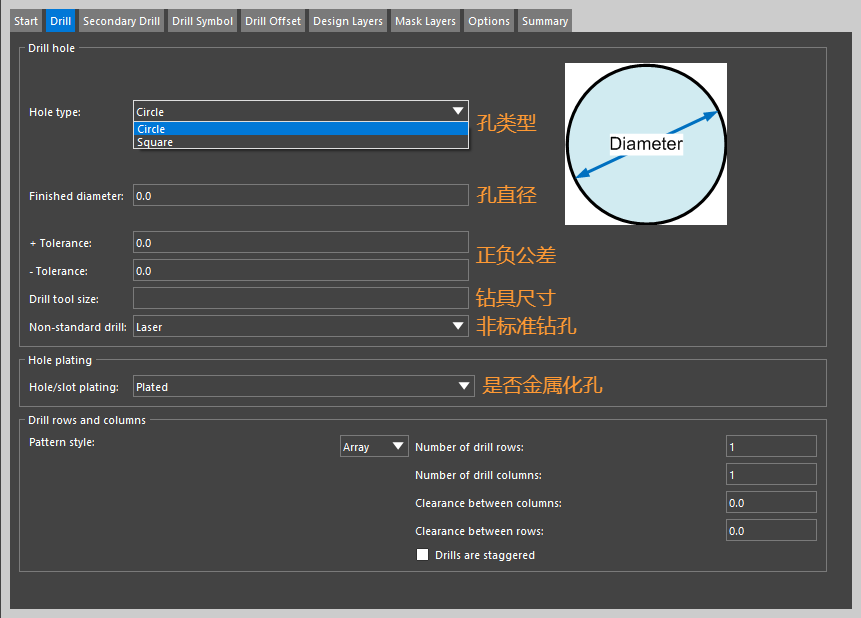 Start Drill Secondary Drill Drill Symbol Drill Offset Design Layers Mask Layers Options Summary
Drill hole
Hole type: Circle 孔类型
Circle
Square
Diameter
Finished diameter: 0.0 孔直径
+ Tolerance: 0.0 正负公差
- Tolerance: 0.0
Drill tool size: 钻具尺寸
Non-standard drill: Laser 非标准钻孔
Hole plating
Hole/slot plating: Plated 是否金属化孔
Drill rows and columns
Pattern style: Array Number of drill rows: 1
Number of drill columns: 1
Clearance between columns: 0.0
Clearance between rows: 0.0
Drills are staggered